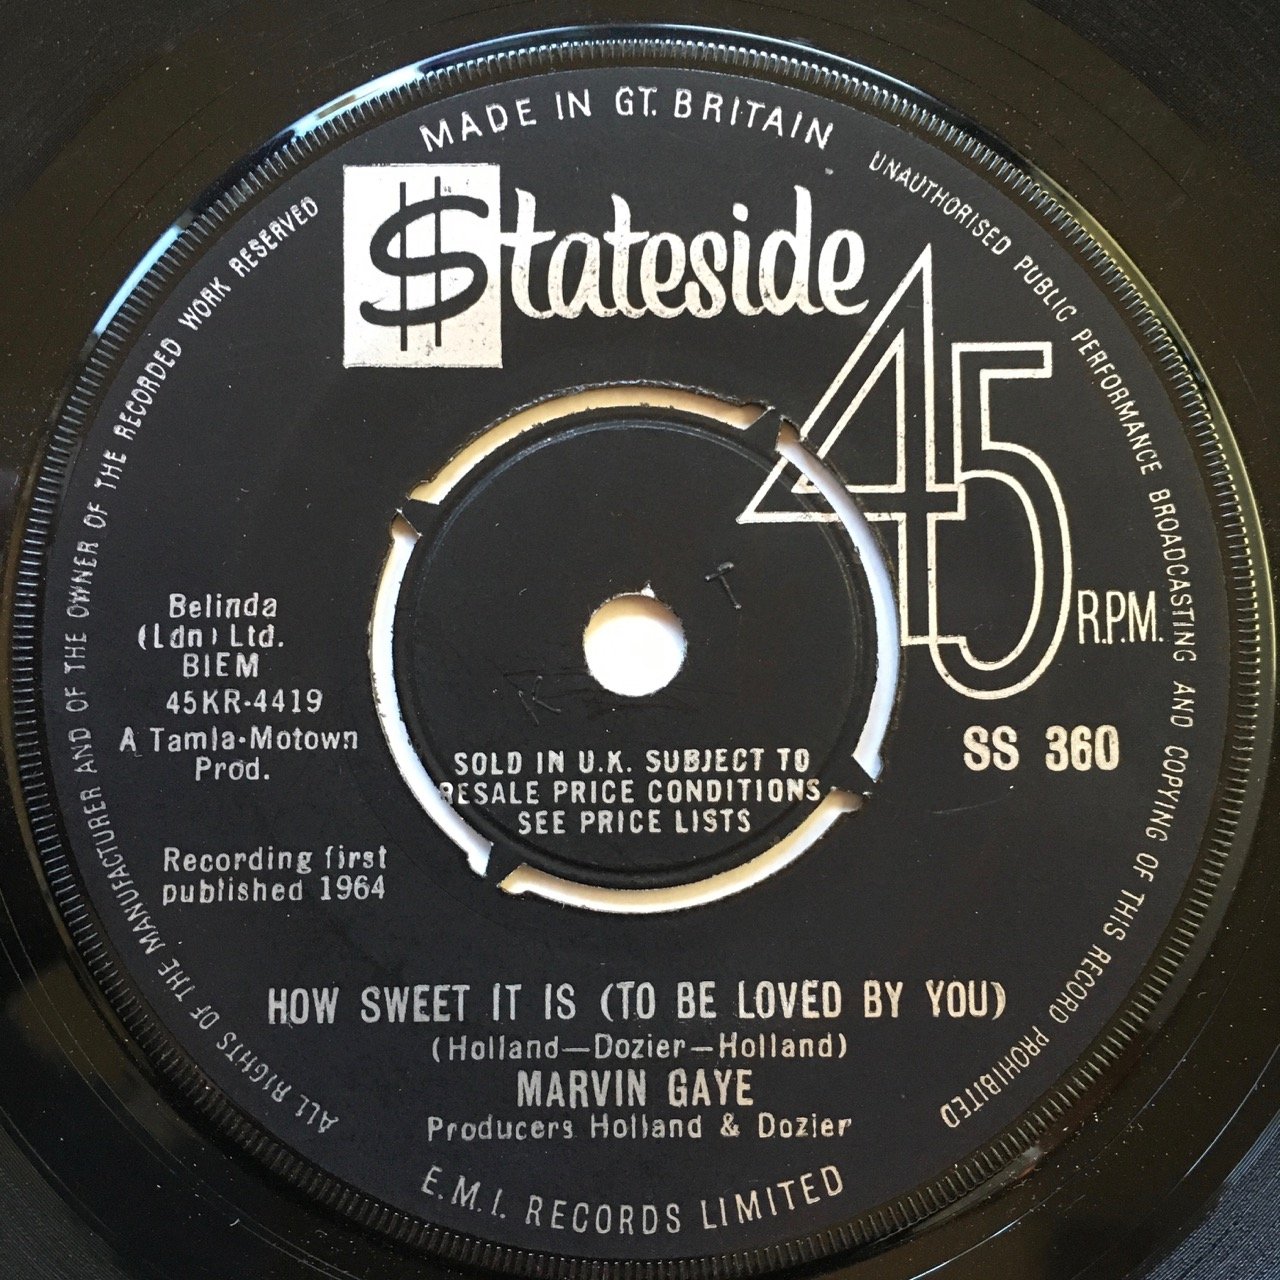 MADE IN GT. BRITAIN
$tateside
45
R.P.M.
UNAUTHORISED PUBLIC PERFORMANCE BROADCASTING AND COPYING OF THIS RECORD PROHIBITED
ALL RIGHTS OF THE MANUFACTURER AND OF THE OWNER OF THE RECORDED WORK RESERVED
Belinda
(Ldn) Ltd.
BIEM
45KR-4419
A Tamla-Motown
Prod.
Recording first
published 1964
T
K
SOLD IN U.K. SUBJECT TO
RESALE PRICE CONDITIONS
SEE PRICE LISTS
SS 360
HOW SWEET IT IS (TO BE LOVED BY YOU)
(Holland—Dozier—Holland)
MARVIN GAYE
Producers Holland & Dozier
E.M.I. RECORDS LIMITED